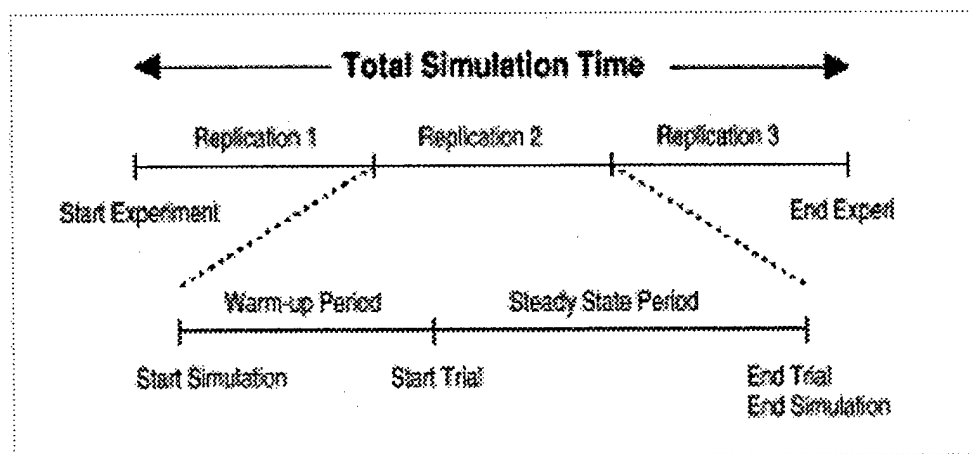 Total Simulation Time
Replication 1 Replication 2 Replication 3
Start Experiment End Experi
Warm-up Period Steady State Period
Start Simulation Start Trial End Trial
End Simulation